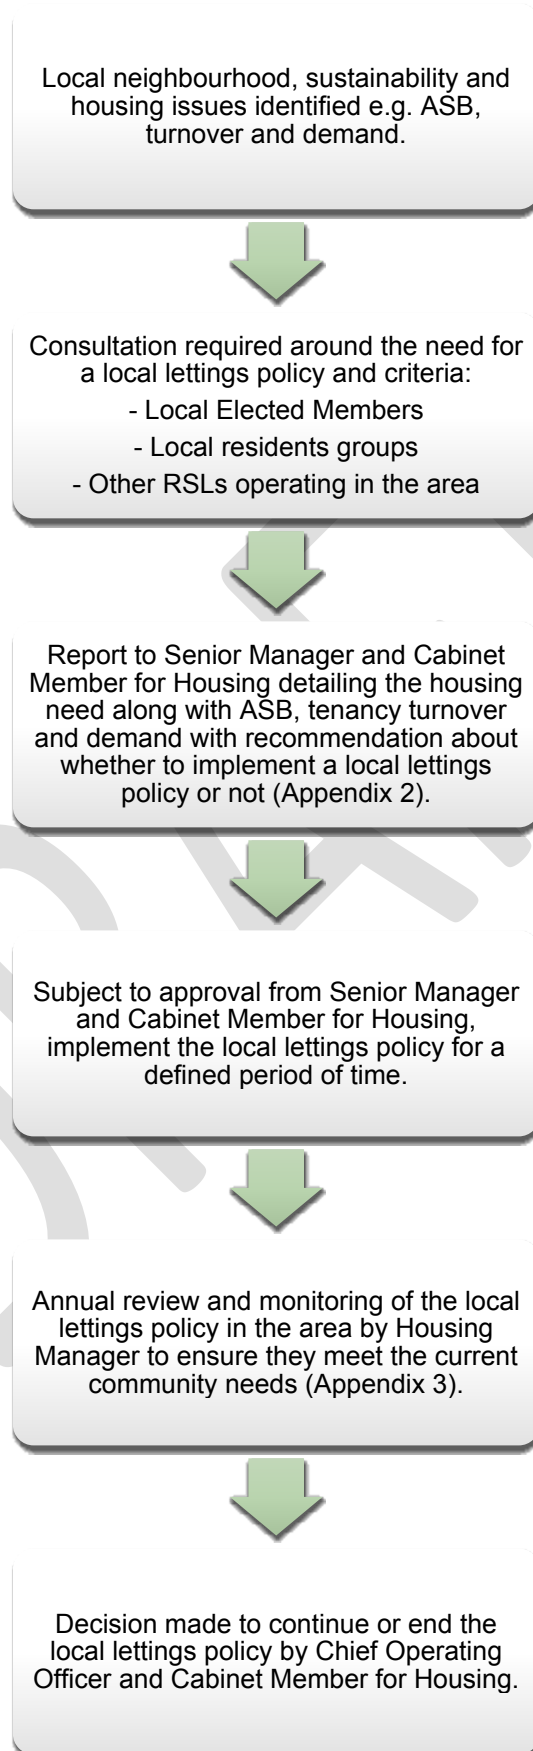 Local neighbourhood, sustainability and
housing issues identified e.g. ASB,
turnover and demand.
Consultation required around the need for
a local lettings policy and criteria:
- Local Elected Members
- Local residents groups
- Other RSLs operating in the area
Report to Senior Manager and Cabinet
Member for Housing detailing the housing
need along with ASB, tenancy turnover
and demand with recommendation about
whether to implement a local lettings
policy or not (Appendix 2).
Subject to approval from Senior Manager
and Cabinet Member for Housing,
implement the local lettings policy for a
defined period of time.
Annual review and monitoring of the local
lettings policy in the area by Housing
Manager to ensure they meet the current
community needs (Appendix 3).
Decision made to continue or end the
local lettings policy by Chief Operating
Officer and Cabinet Member for Housing.